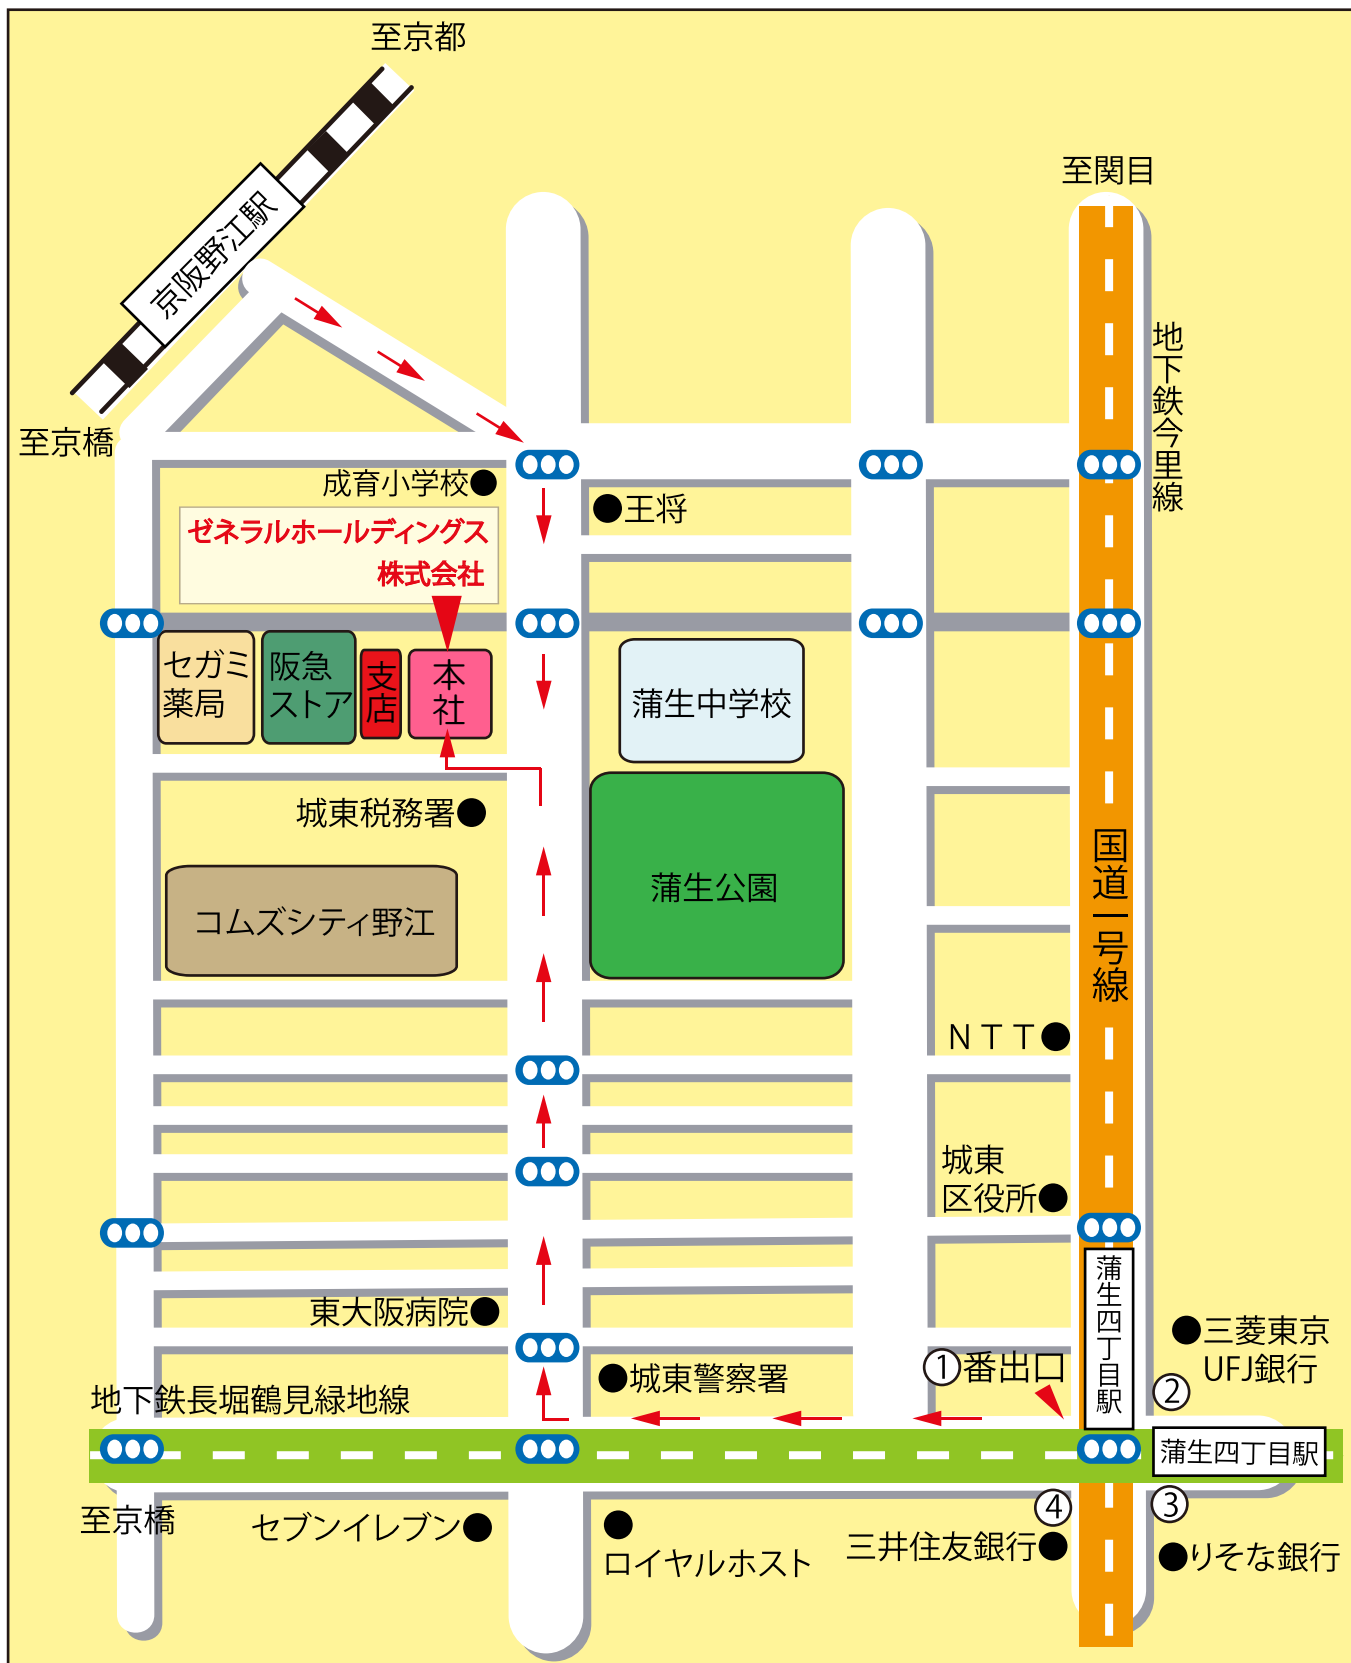 至京都
至関目
京阪野江駅
地下鉄今里線
至京橋
成育小学校
王将
ゼネラルホールディングス
株式会社
セガミ
薬局
阪急
ストア
支店
本社
蒲生中学校
城東税務署
蒲生公園
国道一号線
コムズシティ野江
NTT
城東
区役所
蒲生四丁目駅
東大阪病院
三菱東京
UFJ銀行
①番出口
城東警察署
②
地下鉄長堀鶴見緑地線
蒲生四丁目駅
至京橋
セブンイレブン
ロイヤルホスト
④
③
三井住友銀行
りそな銀行